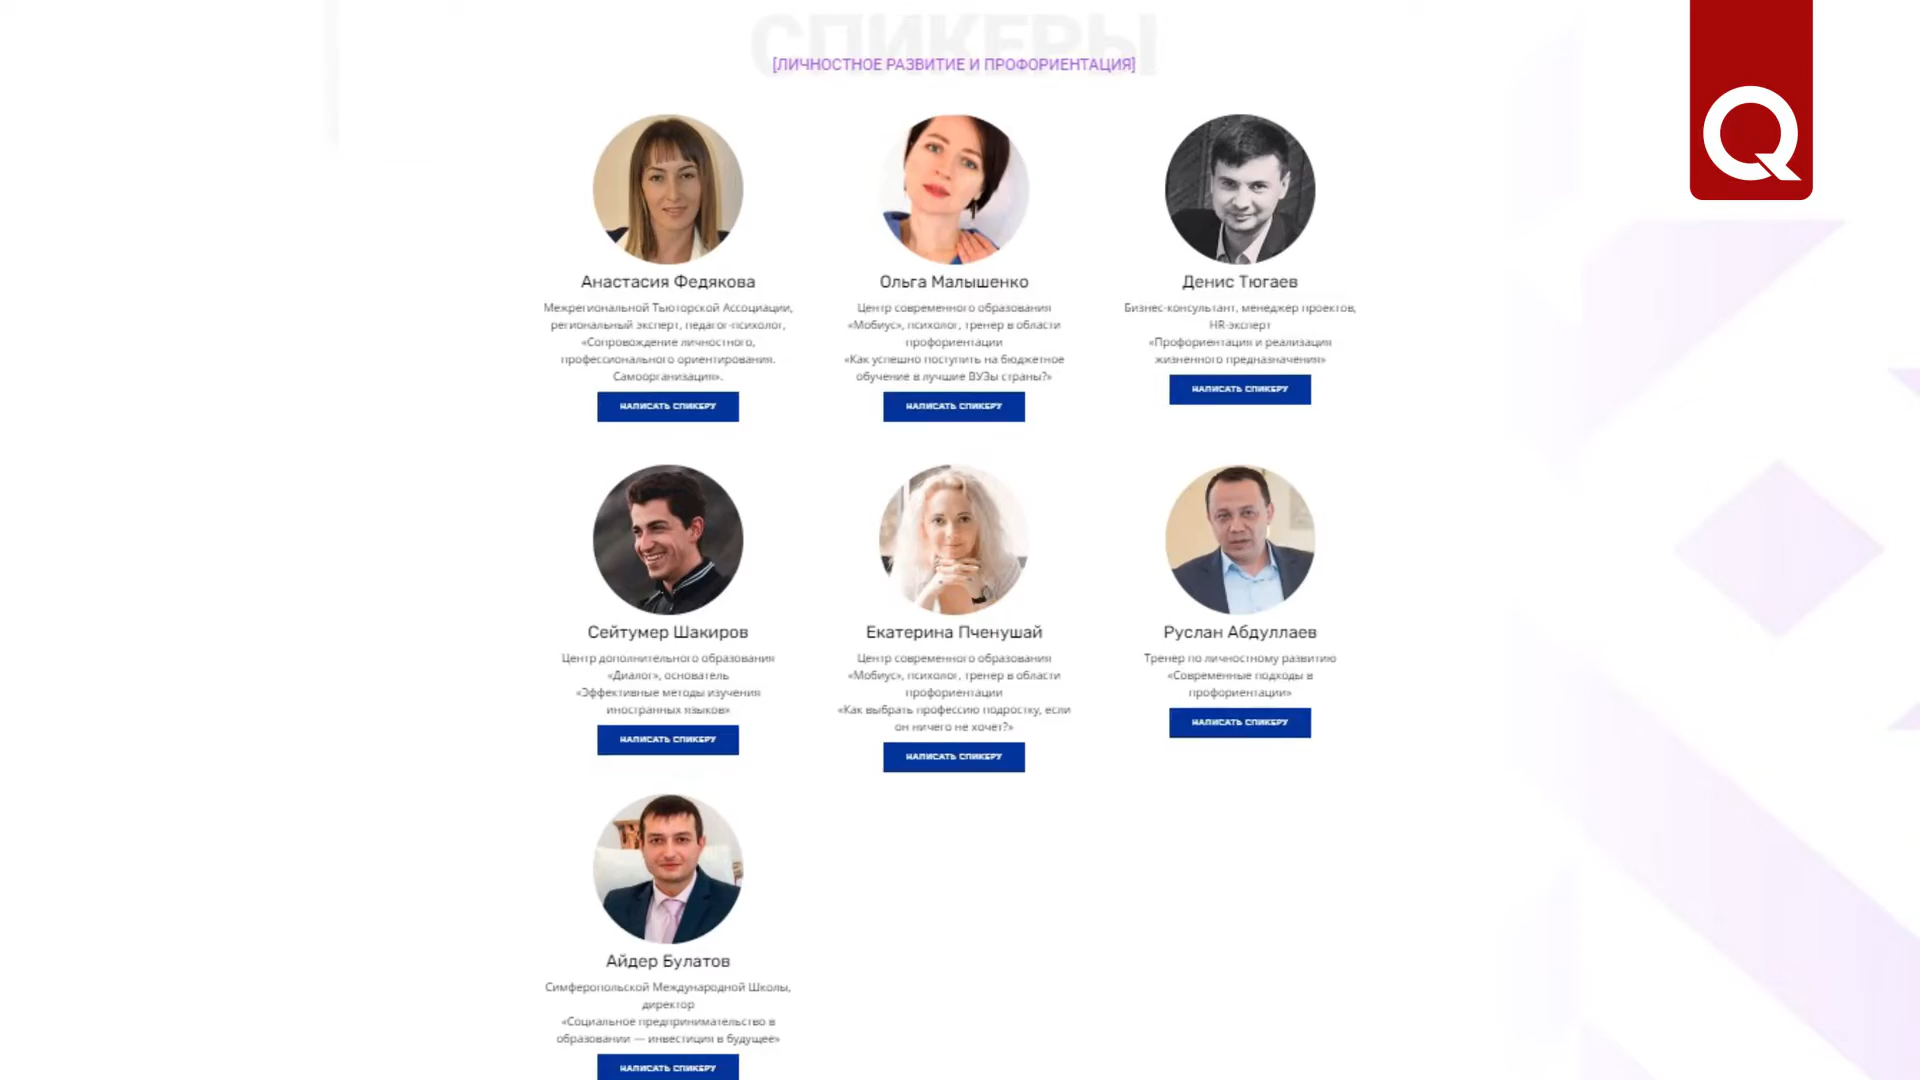 СПИКЕРЫ
[ЛИЧНОСТНОЕ РАЗВИТИЕ И ПРОФОРИЕНТАЦИЯ]
Анастасия Федякова
Межрегиональной Тьюторской Ассоциации,
региональный эксперт, педагог-психолог,
«Сопровождение личностного,
профессионального ориентирования.
Самоорганизация».
НАПИСАТЬ СПИКЕРУ
Ольга Малышенко
Центр современного образования
«Мобиус», психолог, тренер в области
профориентации
«Как успешно поступить на бюджетное
обучение в лучшие ВУЗы страны?»
НАПИСАТЬ СПИКЕРУ
Денис Тюгаев
Бизнес-консультант, менеджер проектов,
HR-эксперт
«Профориентация и реализация
жизненного предназначения»
НАПИСАТЬ СПИКЕРУ
Сейтумер Шакиров
Центр дополнительного образования
«Диалог», основатель
«Эффективные методы изучения
иностранных языков»
НАПИСАТЬ СПИКЕРУ
Екатерина Пченушай
Центр современного образования
«Мобиус», психолог, тренер в области
профориентации
«Как выбрать профессию подростку, если
он ничего не хочет?»
НАПИСАТЬ СПИКЕРУ
Руслан Абдуллаев
Тренер по личностному развитию
«Современные подходы в
профориентации»
НАПИСАТЬ СПИКЕРУ
Айдер Булатов
Симферопольской Международной Школы,
директор
«Социальное предпринимательство в
образовании — инвестиция в будущее»
НАПИСАТЬ СПИКЕРУ
Q